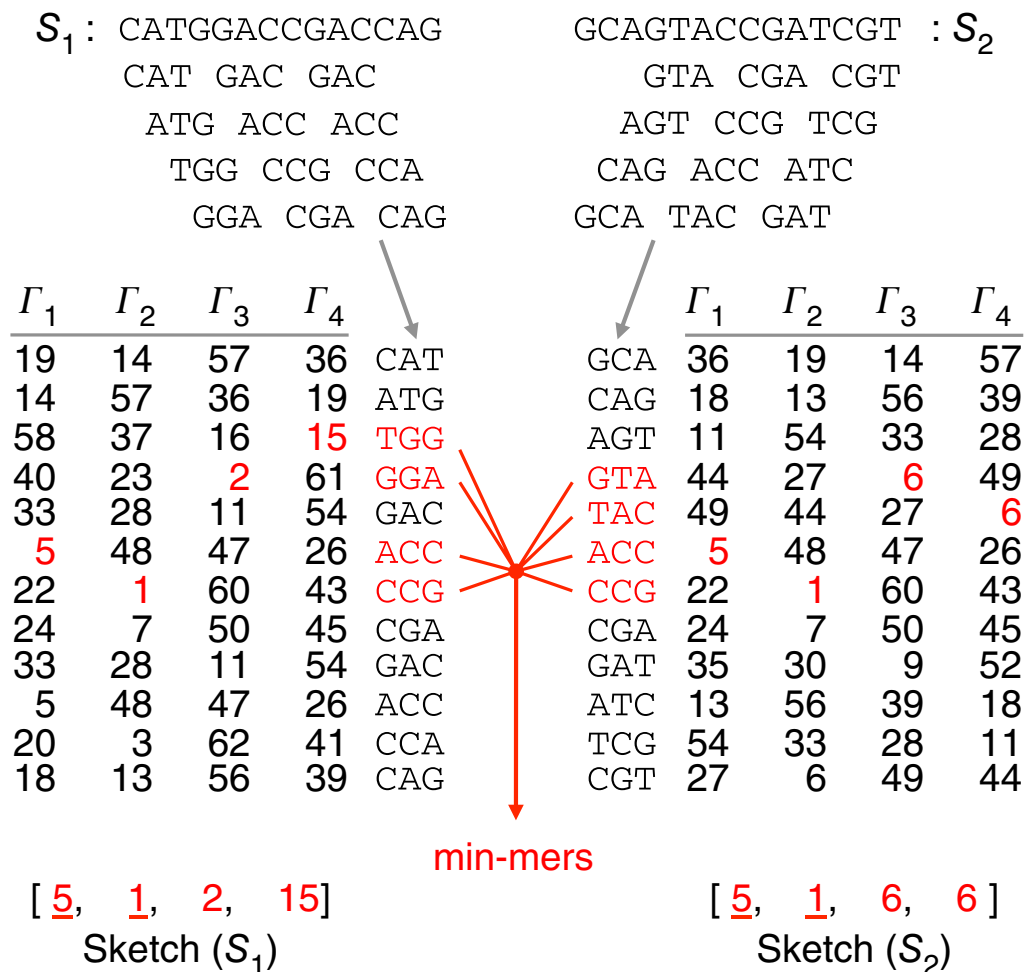 S1 : CATGGACCGACCAG GCAGTACCGATCGT : S2
CAT GAC GAC GTA CGA CGT
ATG ACC ACC AGT CCG TCG
TGG CCG CCA CAG ACC ATC
GGA CGA CAG GCA TAC GAT
Γ1 Γ2 Γ3 Γ4 Γ1 Γ2 Γ3 Γ4
19 14 57 36 CAT GCA 36 19 14 57
14 57 36 19 ATG CAG 18 13 56 39
58 37 16 15 TGG AGT 11 54 33 28
40 23 2 61 GGA GTA 44 27 6 49
33 28 11 54 GAC TAC 49 44 27 6
5 48 47 26 ACC ACC 5 48 47 26
22 1 60 43 CCG CCG 22 1 60 43
24 7 50 45 CGA CGA 24 7 50 45
33 28 11 54 GAC GAT 35 30 9 52
5 48 47 26 ACC ATC 13 56 39 18
20 3 62 41 CCA TCG 54 33 28 11
18 13 56 39 CAG CGT 27 6 49 44
min-mers
[ 5, 1, 2, 15] [ 5, 1, 6, 6 ]
Sketch (S1) Sketch (S2)